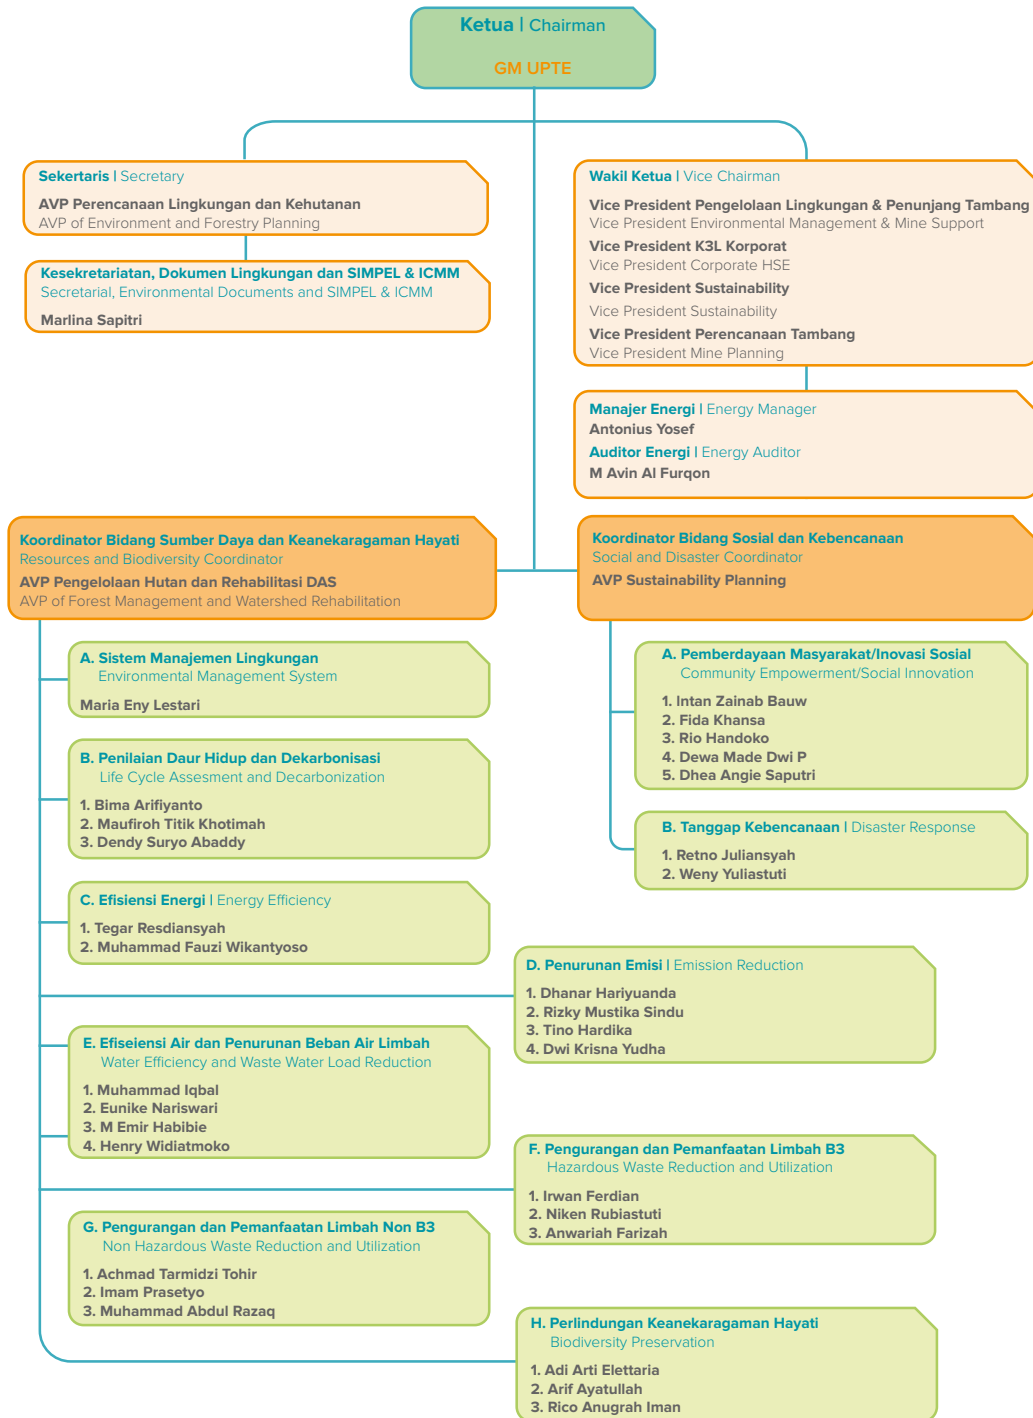 Ketua | Chairman
GM UPTE
Sekertaris | Secretary
AVP Perencanaan Lingkungan dan Kehutanan
AVP of Environment and Forestry Planning
Kesekretariatan, Dokumen Lingkungan dan SIMPEL & ICMM
Secretarial, Environmental Documents and SIMPEL & ICMM
Marlina Sapitri
Wakil Ketua | Vice Chairman
Vice President Pengelolaan Lingkungan & Penunjang Tambang
Vice President Environmental Management & Mine Support
Vice President K3L Korporat
Vice President Corporate HSE
Vice President Sustainability
Vice President Sustainability
Vice President Perencanaan Tambang
Vice President Mine Planning
Manajer Energi | Energy Manager
Antonius Yosef
Auditor Energi | Energy Auditor
M Avin Al Furqon
Koordinator Bidang Sumber Daya dan Keanekaragaman Hayati
Resources and Biodiversity Coordinator
AVP Pengelolaan Hutan dan Rehabilitasi DAS
AVP of Forest Management and Watershed Rehabilitation
Koordinator Bidang Sosial dan Kebencanaan
Social and Disaster Coordinator
AVP Sustainability Planning
A. Sistem Manajemen Lingkungan
Environmental Management System
Maria Eny Lestari
B. Penilaian Daur Hidup dan Dekarbonisasi
Life Cycle Assesment and Decarbonization
1. Bima Arifiyanto
2. Maufiroh Titik Khotimah
3. Dendy Suryo Abaddy
C. Efisiensi Energi | Energy Efficiency
1. Tegar Resdiansyah
2. Muhammad Fauzi Wikantyoso
A. Pemberdayaan Masyarakat/Inovasi Sosial
Community Empowerment/Social Innovation
1. Intan Zainab Bauw
2. Fida Khansa
3. Rio Handoko
4. Dewa Made Dwi P
5. Dhea Angie Saputri
B. Tanggap Kebencanaan | Disaster Response
1. Retno Juliansyah
2. Weny Yuliastuti
D. Penurunan Emisi | Emission Reduction
1. Dhanar Hariyuanda
2. Rizky Mustika Sindu
3. Tino Hardika
4. Dwi Krisna Yudha
E. Efiseiensi Air dan Penurunan Beban Air Limbah
Water Efficiency and Waste Water Load Reduction
1. Muhammad Iqbal
2. Eunike Nariswari
3. M Emir Habibie
4. Henry Widiatmoko
F. Pengurangan dan Pemanfaatan Limbah B3
Hazardous Waste Reduction and Utilization
1. Irwan Ferdian
2. Niken Rubiastuti
3. Anwariah Farizah
G. Pengurangan dan Pemanfaatan Limbah Non B3
Non Hazardous Waste Reduction and Utilization
1. Achmad Tarmidzi Tohir
2. Imam Prasetyo
3. Muhammad Abdul Razaq
H. Perlindungan Keanekaragaman Hayati
Biodiversity Preservation
1. Adi Arti Elettaria
2. Arif Ayatullah
3. Rico Anugrah Iman